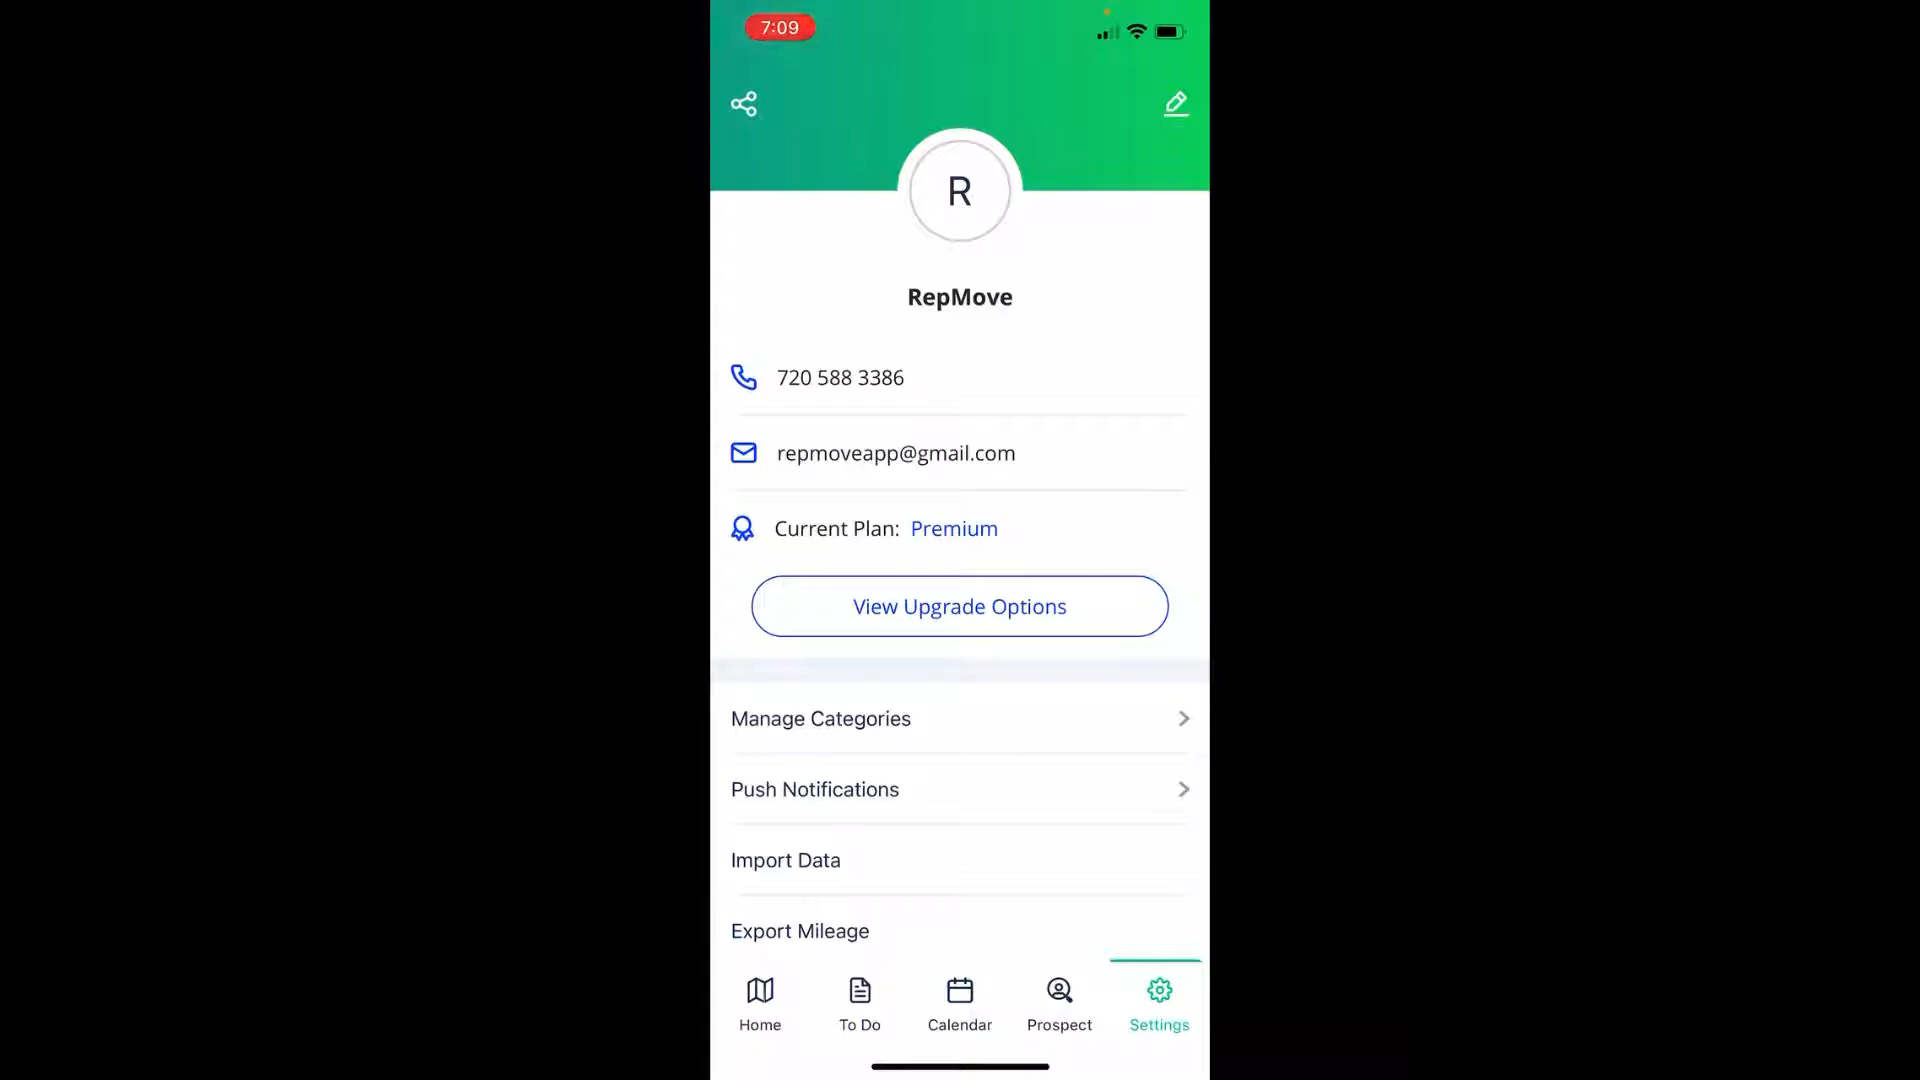 7:09
R
RepMove
720 588 3386
repmoveapp@gmail.com
Current Plan: Premium
View Upgrade Options
Manage Categories
Push Notifications
Import Data
Export Mileage
Home To Do Calendar Prospect Settings